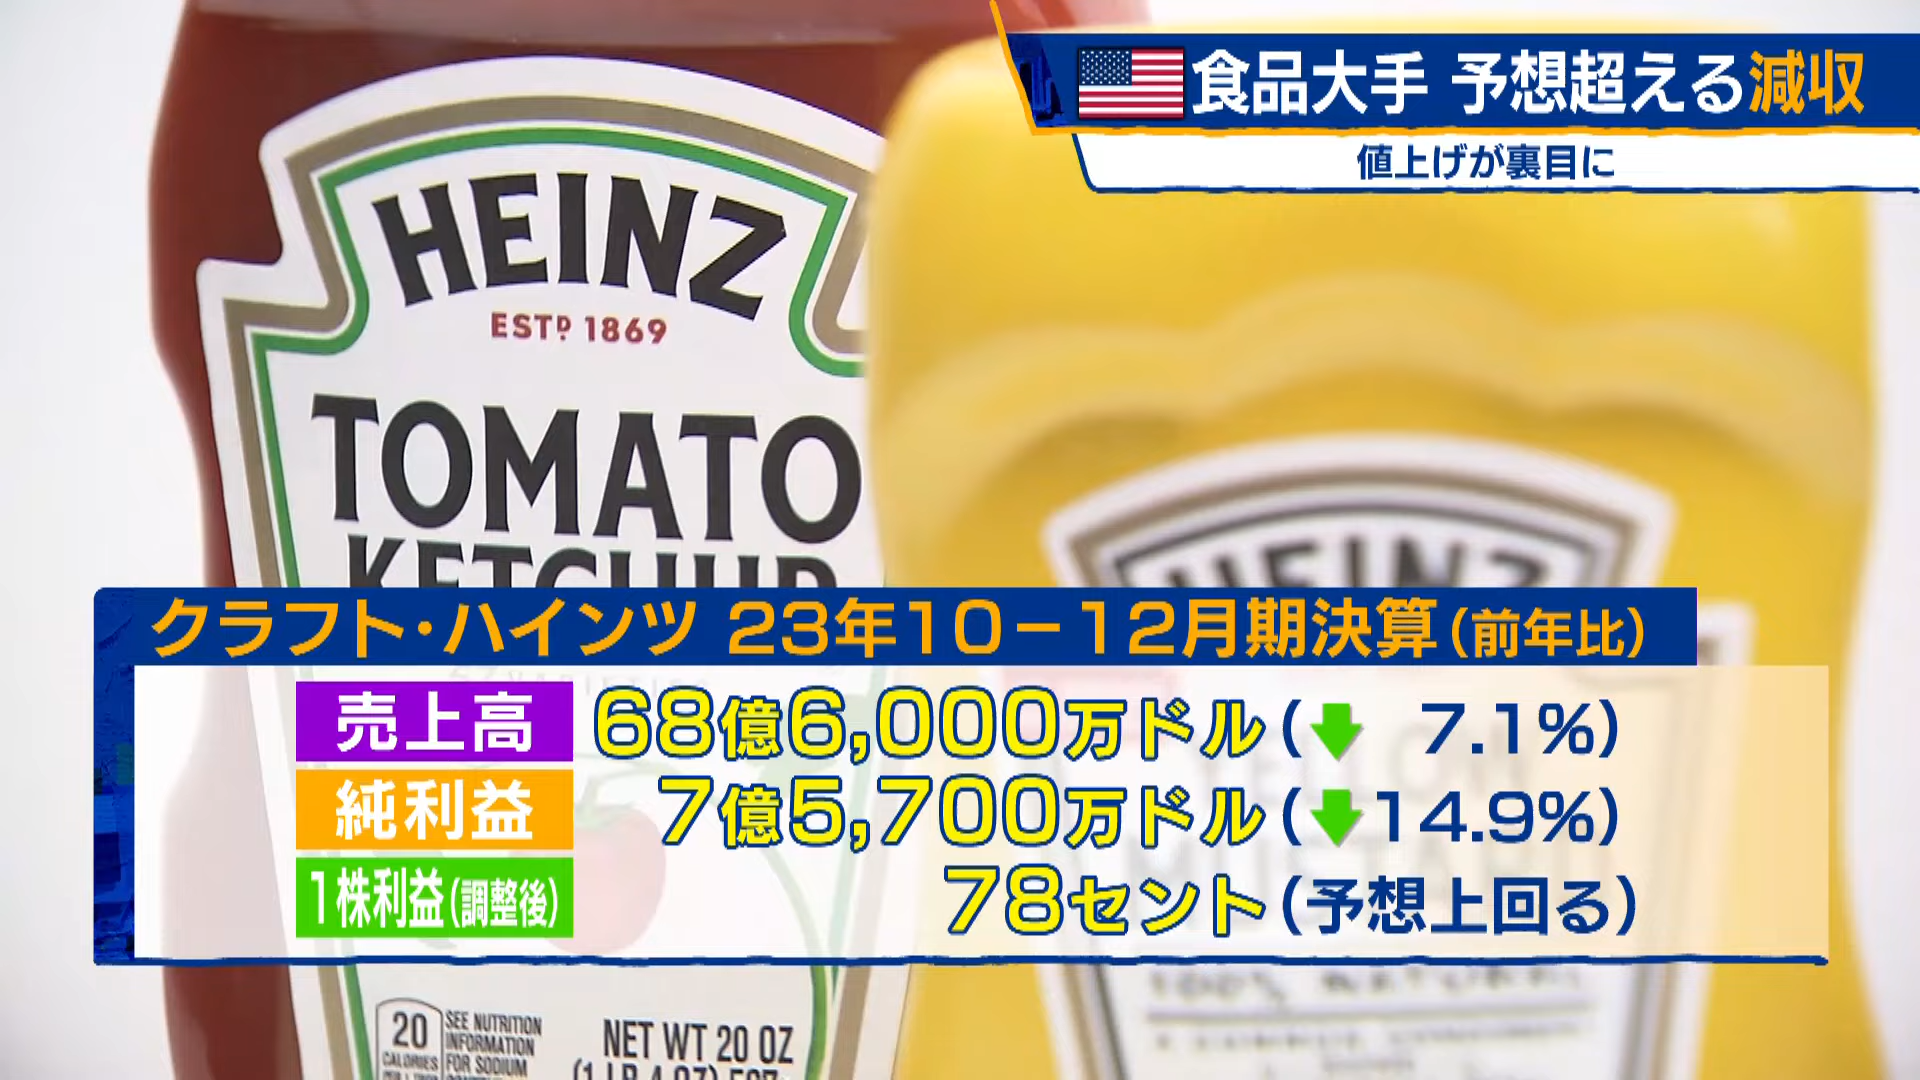 食品大手 予想超える減収
値上げが裏目に
HEINZ
ESTD 1869
TOMATO
KETCHUP
HEINZ
クラフト・ハインツ 23年10－12月期決算(前年比)
売上高 68億6,000万ドル(↓ 7.1%)
純利益 7億5,700万ドル(↓14.9%)
1株利益(調整後) 78セント(予想上回る)
20
CALORIES
SEE NUTRITION
INFORMATION
FOR SODIUM
NET WT 20 OZ